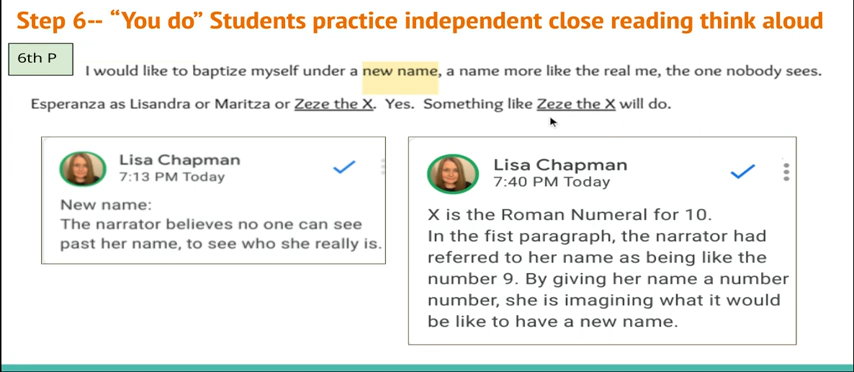 Step 6-- “You do” Students practice independent close reading think aloud
6th P
I would like to baptize myself under a new name, a name more like the real me, the one nobody sees.
Esperanza as Lisandra or Maritza or Zeze the X. Yes. Something like Zeze the X will do.
Lisa Chapman
7:13 PM Today
New name:
The narrator believes no one can see
past her name, to see who she really is.
Lisa Chapman
7:40 PM Today
X is the Roman Numeral for 10.
In the fist paragraph, the narrator had
referred to her name as being like the
number 9. By giving her name a number
number, she is imagining what it would
be like to have a new name.